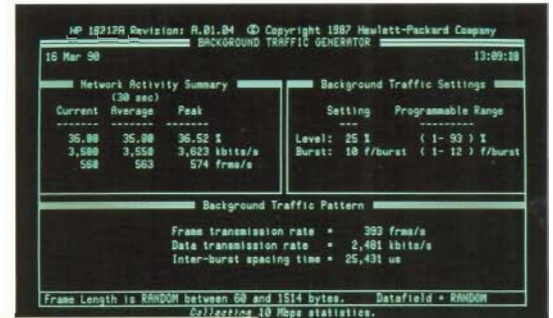 HP 18212A Revision: A.01.04 © Copyright 1987 Hewlett-Packard Company
BACKGROUND TRAFFIC GENERATOR
16 Mar 90 13:09:28
Network Activity Summary
(30 sec)
Current Average Peak
35.00 35.00 36.52 %
3,500 3,550 3,623 kbits/s
560 563 574 frms/s
Background Traffic Settings
Setting Programmable Range
Level: 25 % ( 1- 93 ) %
Burst: 10 f/burst ( 1- 12 ) f/burst
Background Traffic Pattern
Frame transmission rate = 393 frms/s
Data transmission rate = 2,481 kbits/s
Inter-burst spacing time = 25,431 us
Frame Length is RANDOM between 60 and 1514 bytes. Datafield = RANDOM
Collecting 10 Mbps statistics.